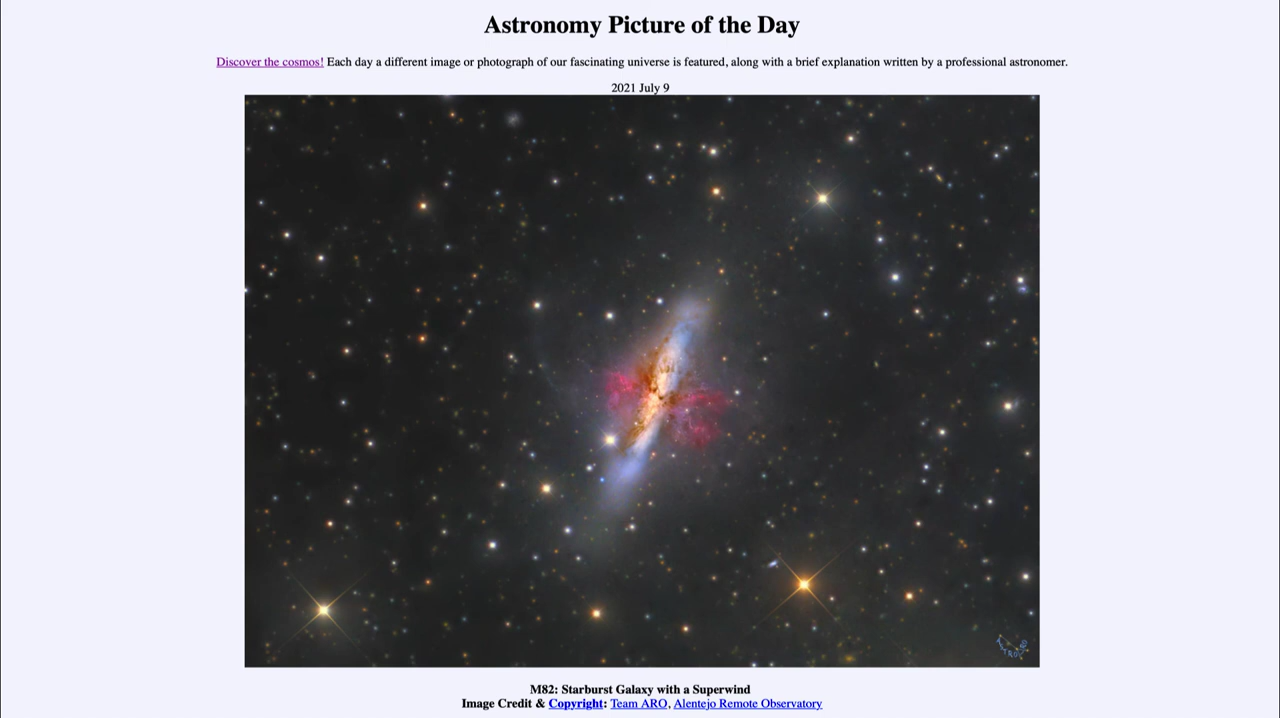 Astronomy Picture of the Day
Discover the cosmos! Each day a different image or photograph of our fascinating universe is featured, along with a brief explanation written by a professional astronomer.
2021 July 9
M82: Starburst Galaxy with a Superwind
Image Credit & Copyright: Team ARO, Alentejo Remote Observatory